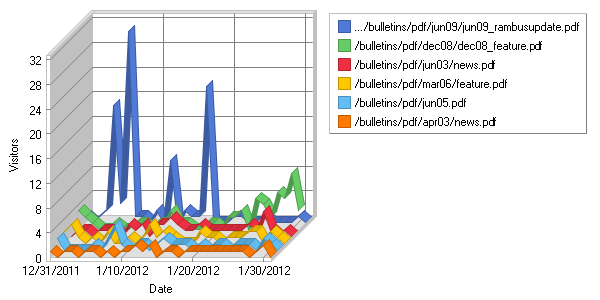 .../bulletins/pdf/jun09/jun09_rambusupdate.pdf
/bulletins/pdf/dec08/dec08_feature.pdf
/bulletins/pdf/jun03/news.pdf
/bulletins/pdf/mar06/feature.pdf
/bulletins/pdf/jun05.pdf
/bulletins/pdf/apr03/news.pdf
Visitors
32
28
24
20
16
12
8
4
0
12/31/2011 1/10/2012 1/20/2012 1/30/2012
Date